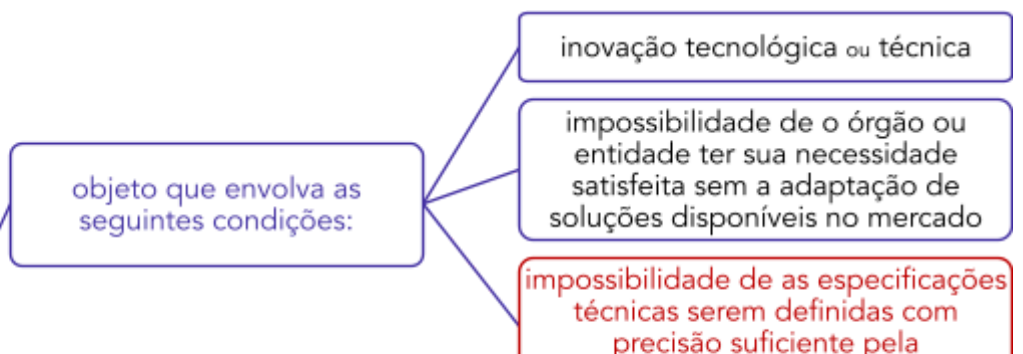 objeto que envolva as
seguintes condições:
inovação tecnológica ou técnica
impossibilidade de o órgão ou
entidade ter sua necessidade
satisfeita sem a adaptação de
soluções disponíveis no mercado
impossibilidade de as especificações
técnicas serem definidas com
precisão suficiente pela